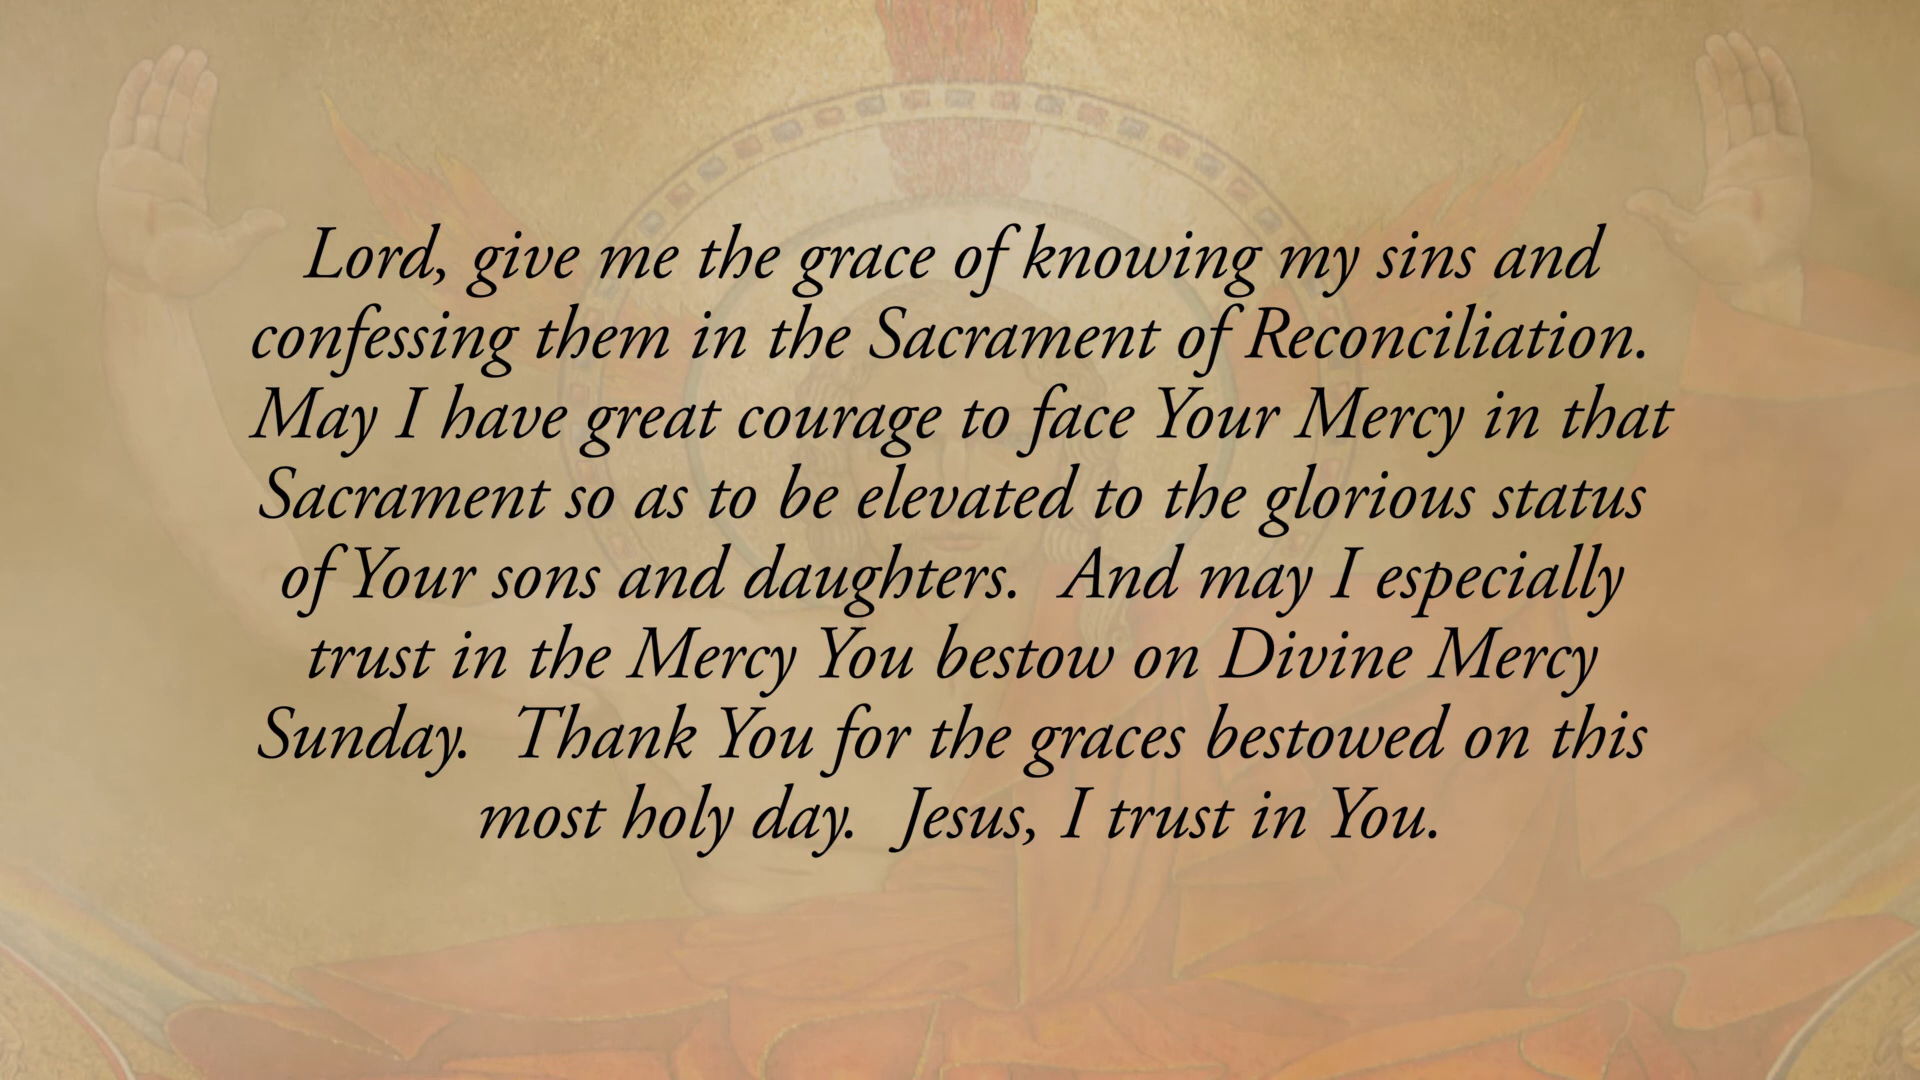 Lord, give me the grace of knowing my sins and
confessing them in the Sacrament of Reconciliation.
May I have great courage to face Your Mercy in that
Sacrament so as to be elevated to the glorious status
of Your sons and daughters.  And may I especially
trust in the Mercy You bestow on Divine Mercy
Sunday.  Thank You for the graces bestowed on this
most holy day.  Jesus, I trust in You.